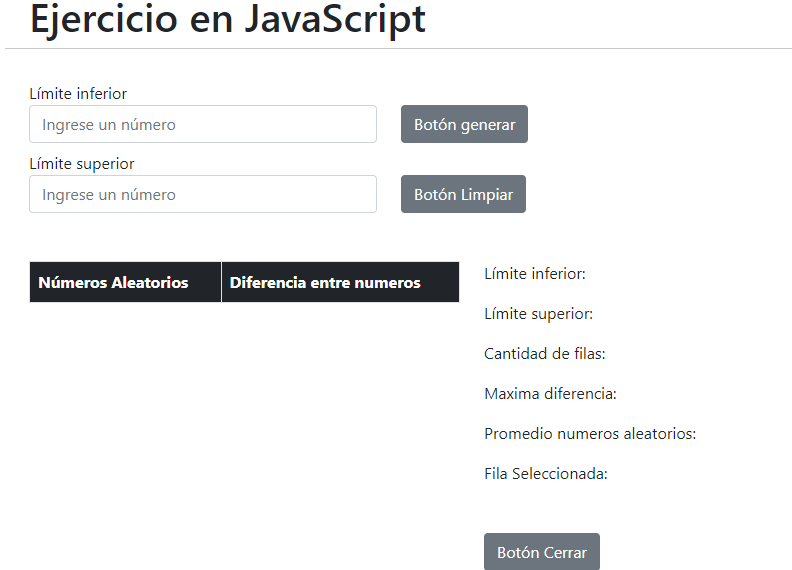 Ejercicio en JavaScript
Límite inferior
Ingrese un número
Botón generar
Límite superior
Ingrese un número
Botón Limpiar
Números Aleatorios
Diferencia entre numeros
Límite inferior:
Límite superior:
Cantidad de filas:
Maxima diferencia:
Promedio numeros aleatorios:
Fila Seleccionada:
Botón Cerrar